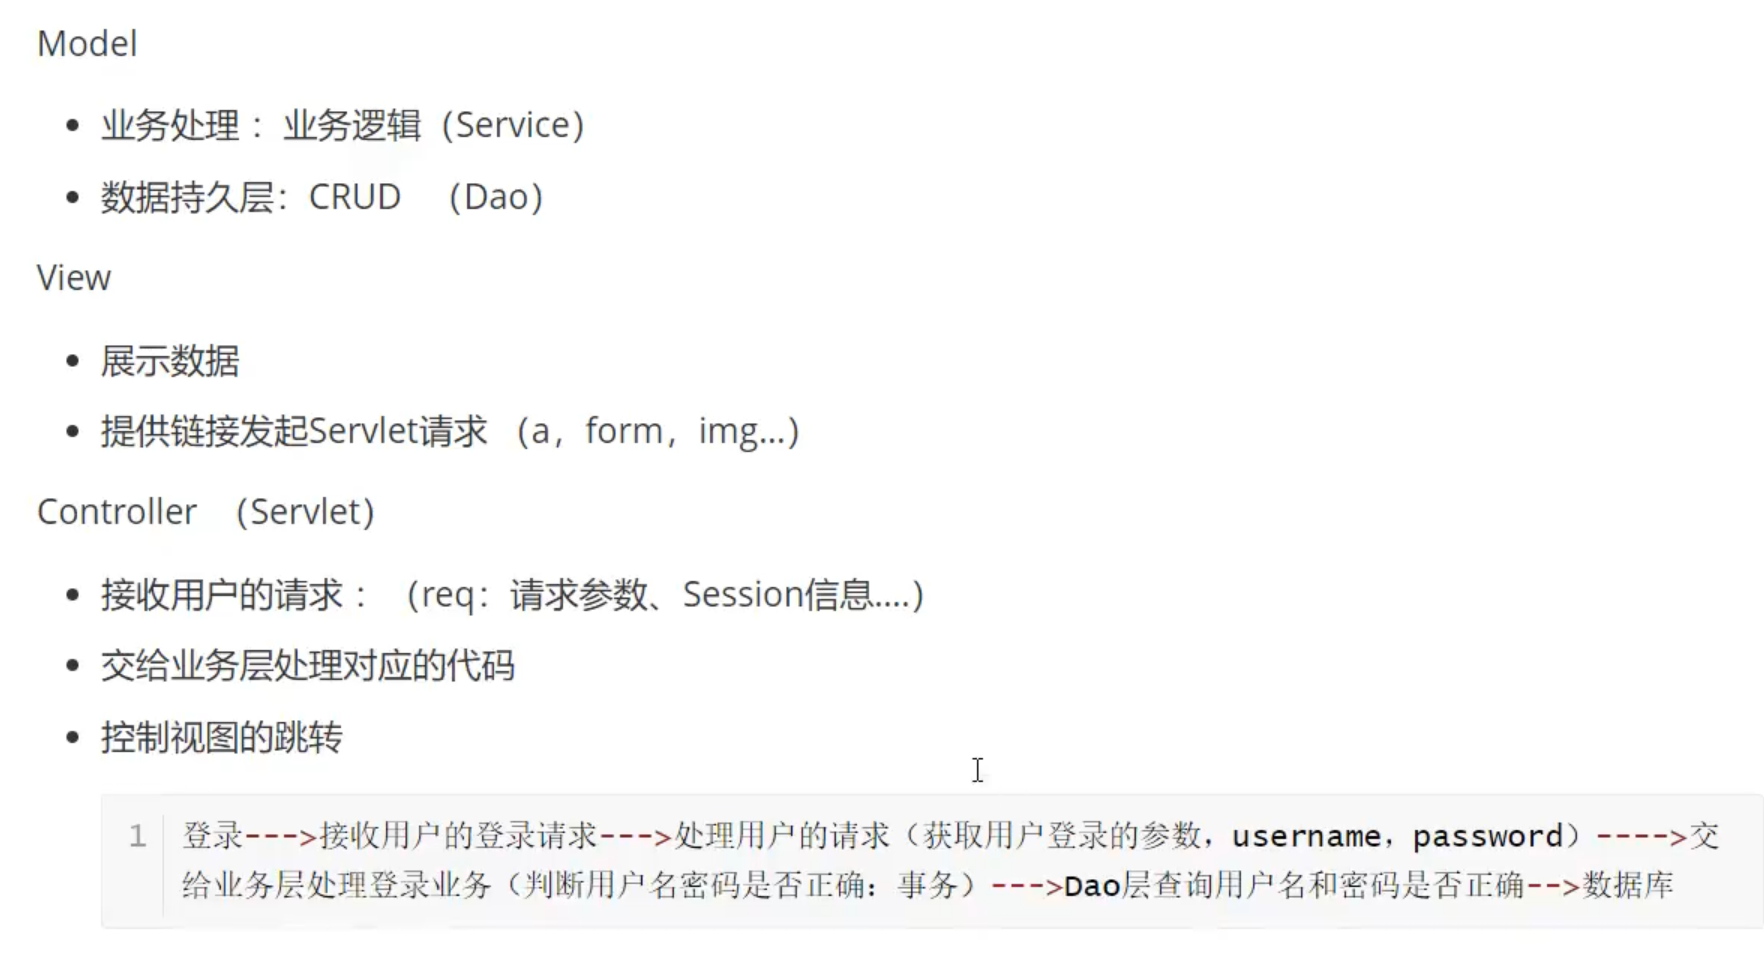 Model
业务处理 ：业务逻辑（Service）
数据持久层：CRUD （Dao）
View
展示数据
提供链接发起Servlet请求 （a，form，img…）
Controller （Servlet）
接收用户的请求 ：（req：请求参数、Session信息….）
交给业务层处理对应的代码
控制视图的跳转
1 登录--->接收用户的登录请求--->处理用户的请求（获取用户登录的参数，username，password）---->交
给业务层处理登录业务（判断用户名密码是否正确：事务）--->Dao层查询用户名和密码是否正确-->数据库